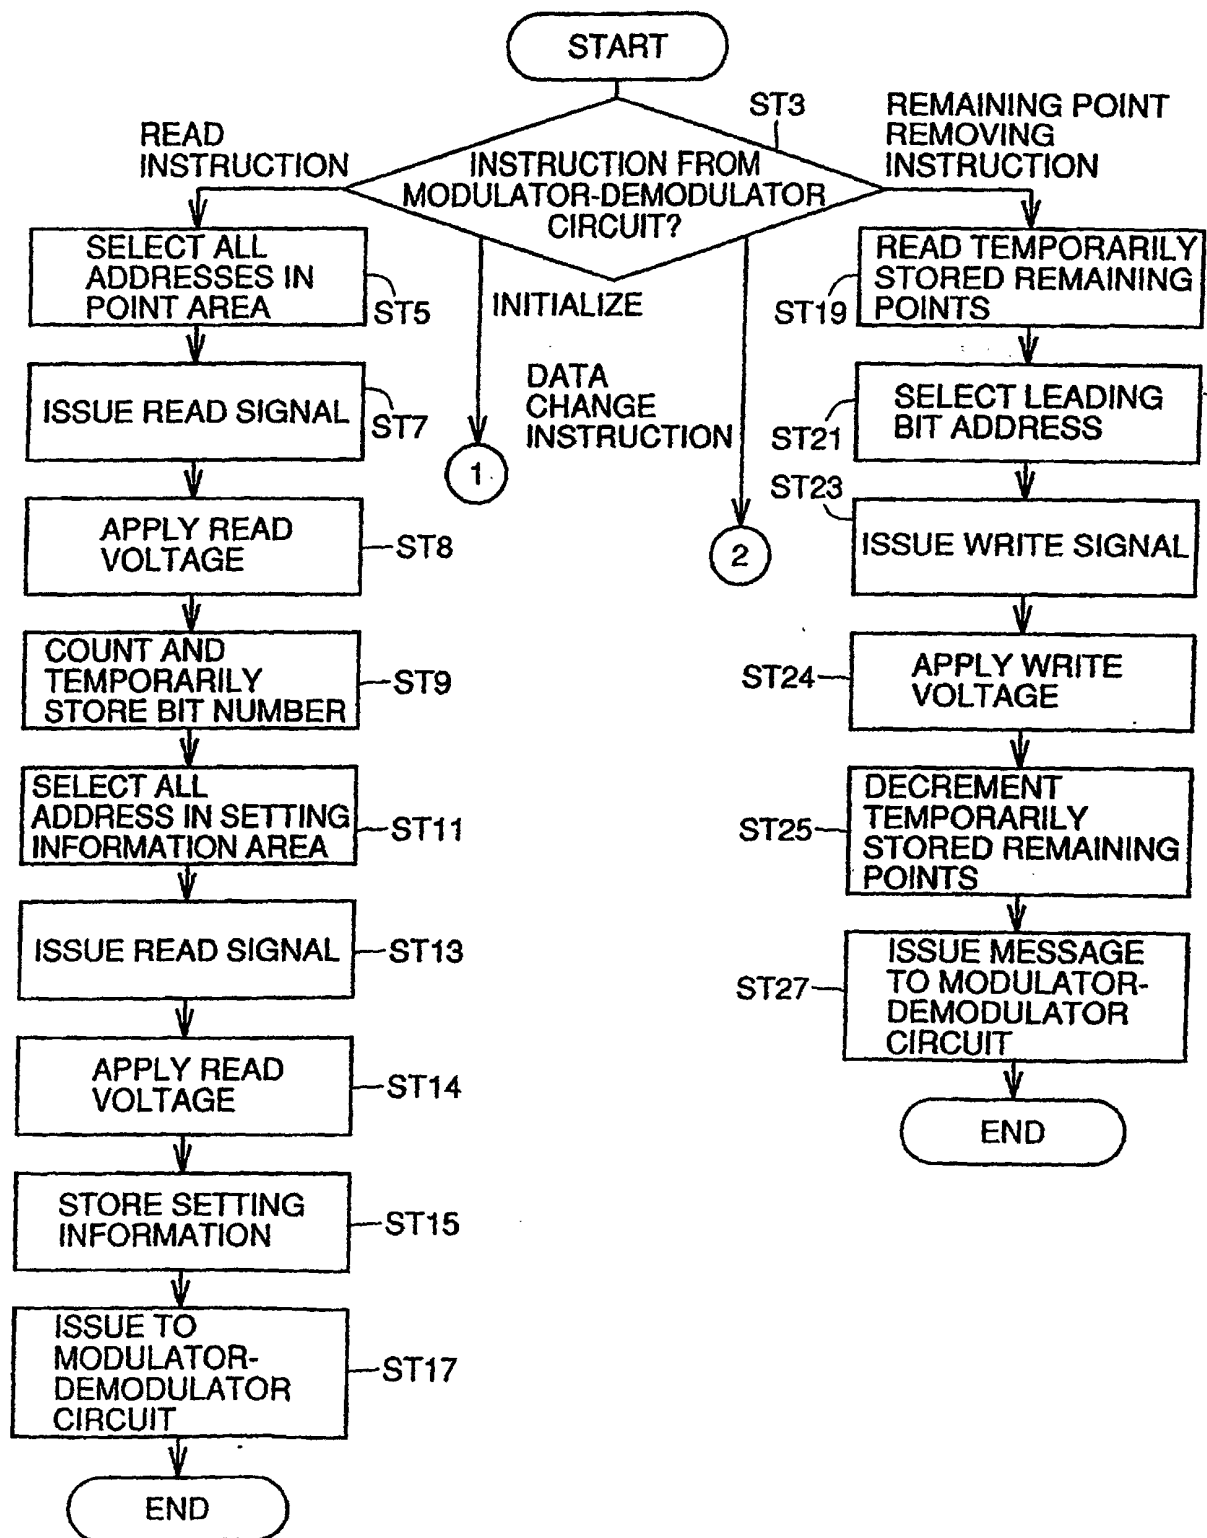 START
ST3
READ
INSTRUCTION
INSTRUCTION FROM
MODULATOR-DEMODULATOR
CIRCUIT?
REMAINING POINT
REMOVING
INSTRUCTION
SELECT ALL
ADDRESSES IN
POINT AREA
ST5
ISSUE READ SIGNAL
ST7
APPLY READ
VOLTAGE
ST8
COUNT AND
TEMPORARILY
STORE BIT NUMBER
ST9
SELECT ALL
ADDRESS IN SETTING
INFORMATION AREA
ST11
ISSUE READ SIGNAL
ST13
APPLY READ
VOLTAGE
ST14
STORE SETTING
INFORMATION
ST15
ISSUE TO
MODULATOR-
DEMODULATOR
CIRCUIT
ST17
END
INITIALIZE
1
DATA
CHANGE
INSTRUCTION
2
READ TEMPORARILY
STORED REMAINING
POINTS
ST19
SELECT LEADING
BIT ADDRESS
ST21
ST23
ISSUE WRITE SIGNAL
APPLY WRITE
VOLTAGE
ST24
DECREMENT
TEMPORARILY
STORED REMAINING
POINTS
ST25
ISSUE MESSAGE
TO MODULATOR-
DEMODULATOR
CIRCUIT
ST27
END